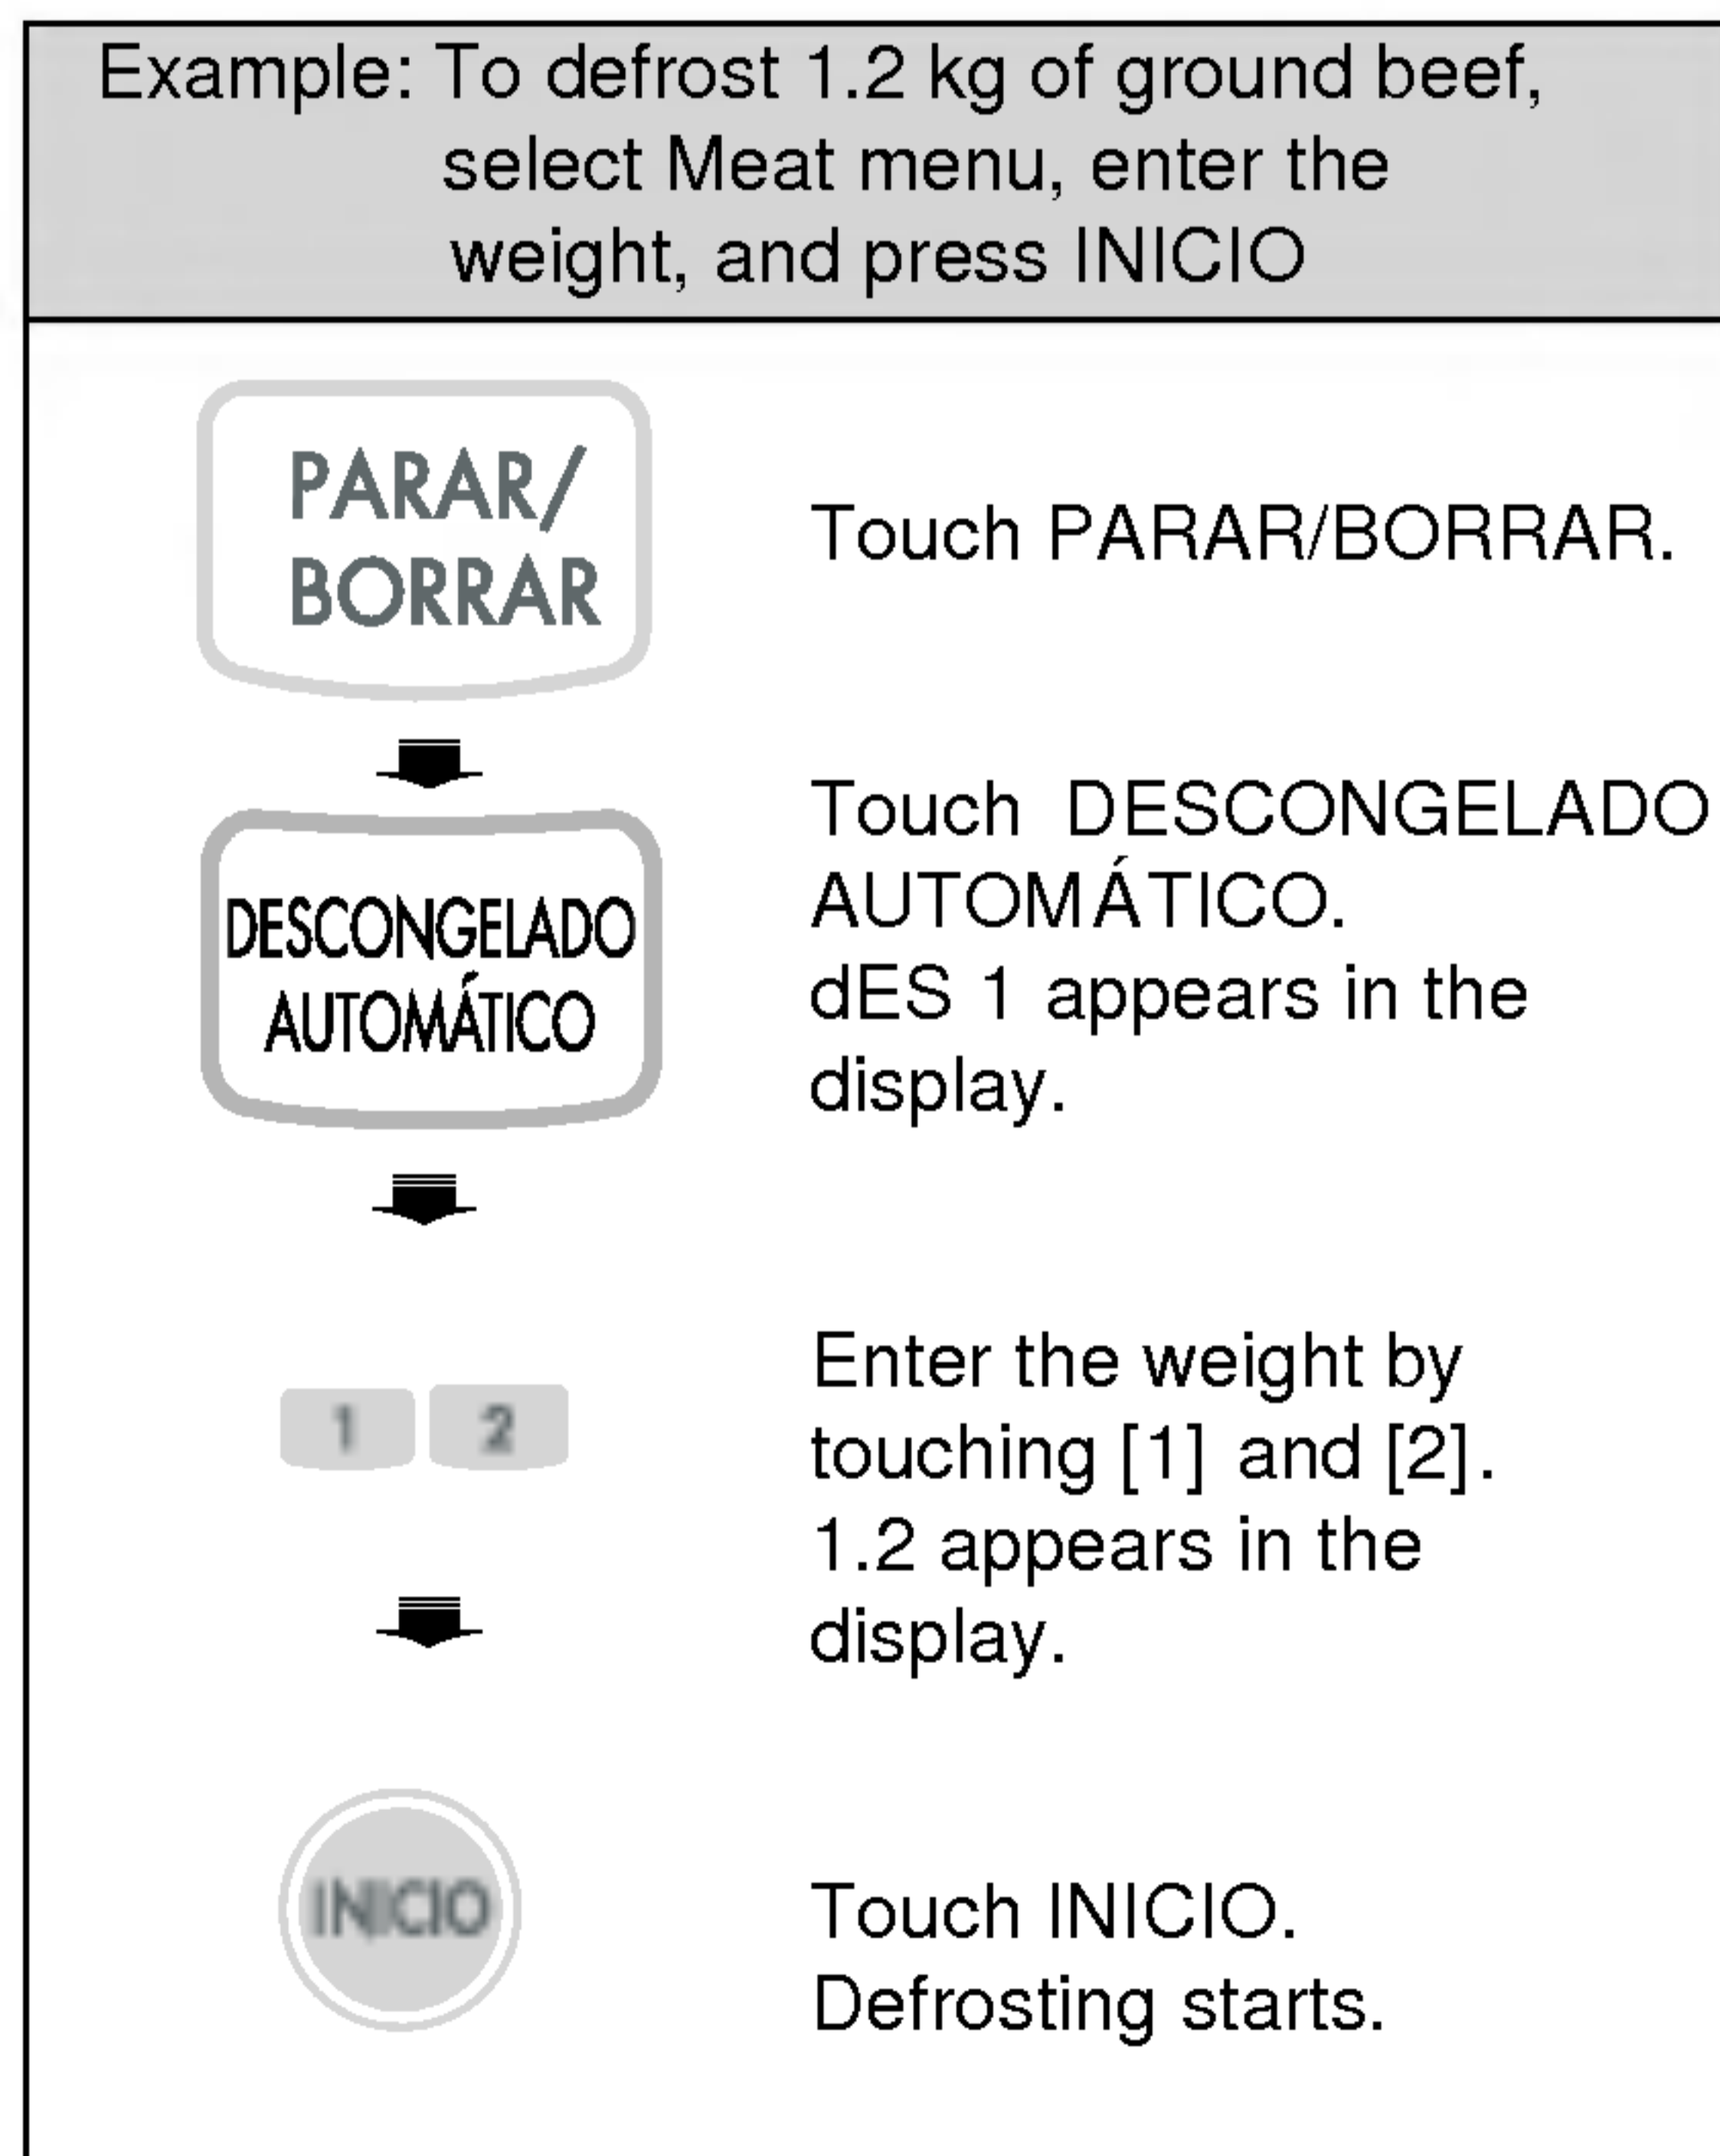 Example: To defrost 1.2 kg of ground beef,
select Meat menu, enter the
weight, and press INICIO
PARAR/
BORRAR
Touch PARAR/BORRAR.
DESCONGELADO
AUTOMÁTICO
Touch DESCONGELADO
AUTOMÁTICO.
dES 1 appears in the
display.
1 2
Enter the weight by
touching [1] and [2].
1.2 appears in the
display.
INICIO
Touch INICIO.
Defrosting starts.